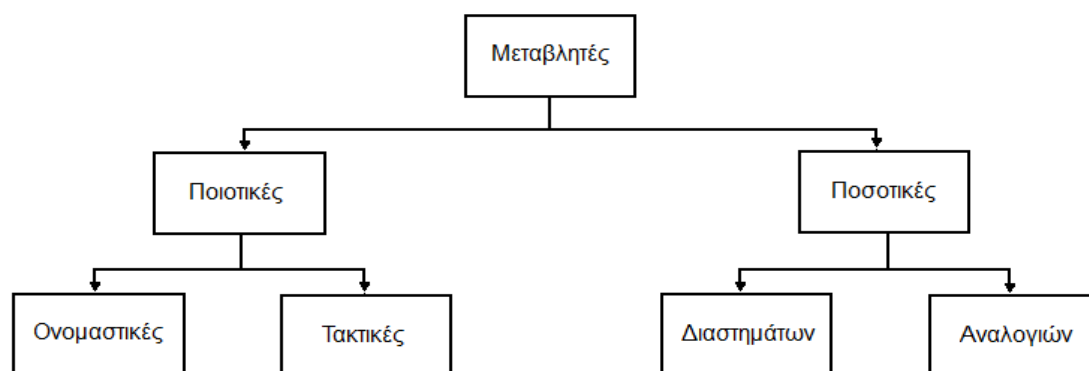 Μεταβλητές
Ποιοτικές
Ποσοτικές
Ονομαστικές
Τακτικές
Διαστημάτων
Αναλογιών